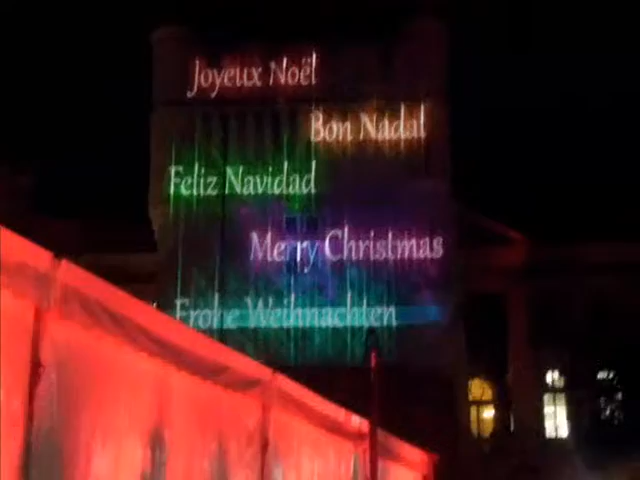 Joyeux Noël
Bon Nadal
Feliz Navidad
Merry Christmas
Frohe Weihnachten